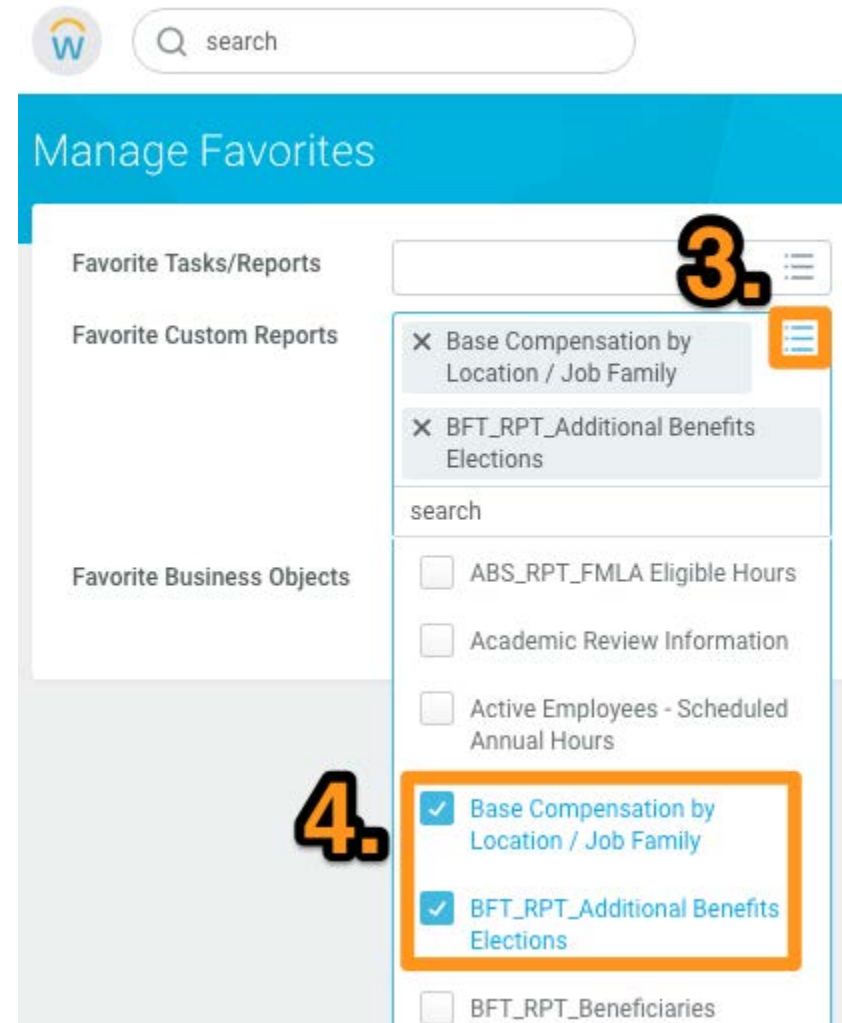 W
search
Manage Favorites
Favorite Tasks/Reports
3.
Favorite Custom Reports
× Base Compensation by
Location / Job Family
× BFT_RPT_Additional Benefits
Elections
search
Favorite Business Objects
ABS_RPT_FMLA Eligible Hours
Academic Review Information
Active Employees - Scheduled
Annual Hours
4.
Base Compensation by
Location / Job Family
BFT_RPT_Additional Benefits
Elections
BFT_RPT_Beneficiaries